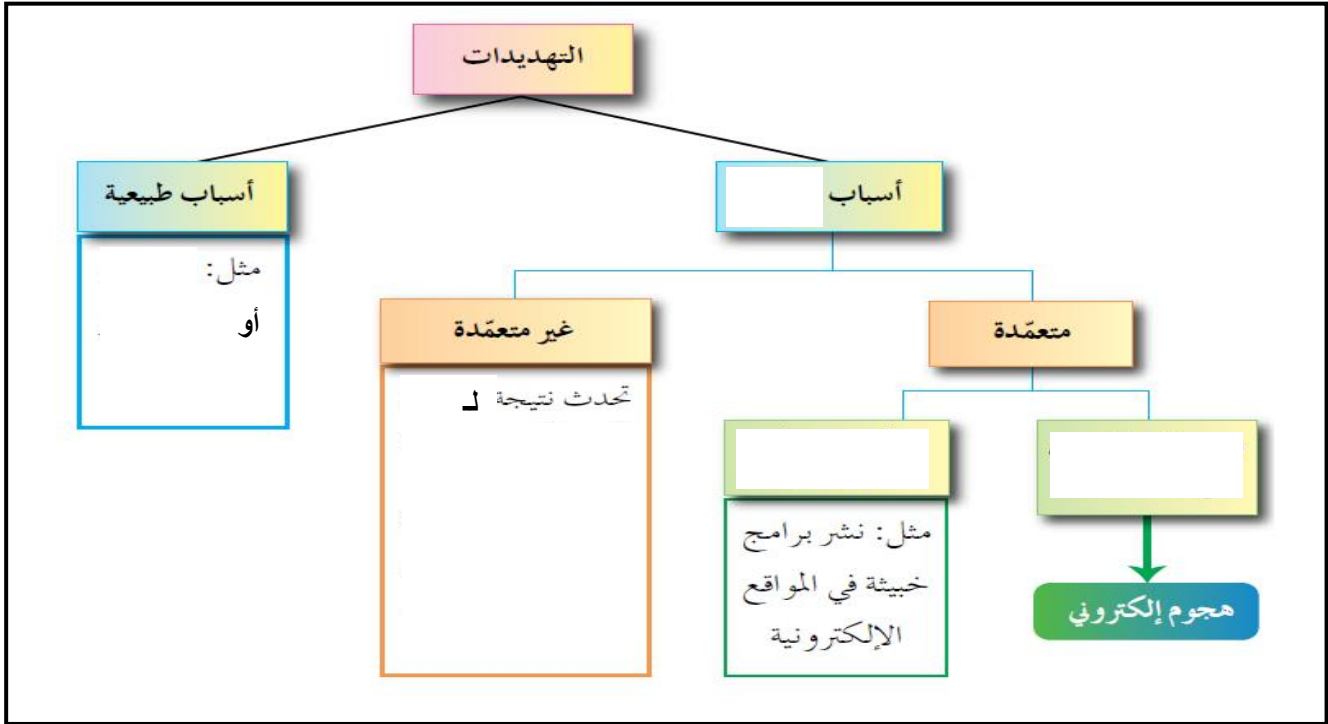 التهديدات
أسباب
أسباب طبيعية
مثل:
أو
متعمّدة
غير متعمّدة
تحدث نتيجة لـ
مثل: نشر برامج
خبيثة في المواقع
الإلكترونية
هجوم إلكتروني